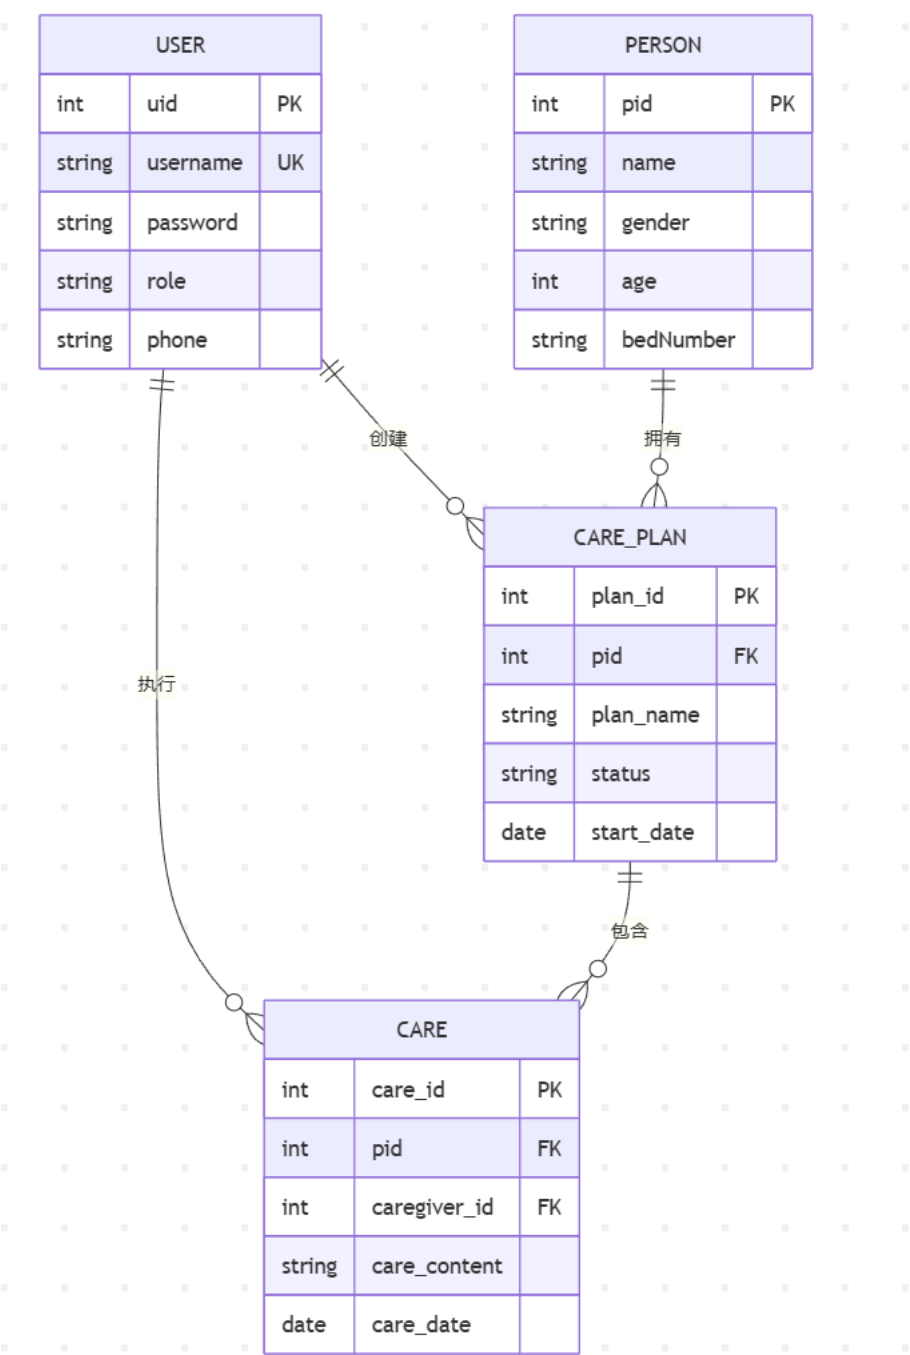 USER
int uid PK
string username UK
string password
string role
string phone
PERSON
int pid PK
string name
string gender
int age
string bedNumber
创建
拥有
CARE_PLAN
int plan_id PK
int pid FK
string plan_name
string status
date start_date
执行
包含
CARE
int care_id PK
int pid FK
int caregiver_id FK
string care_content
date care_date